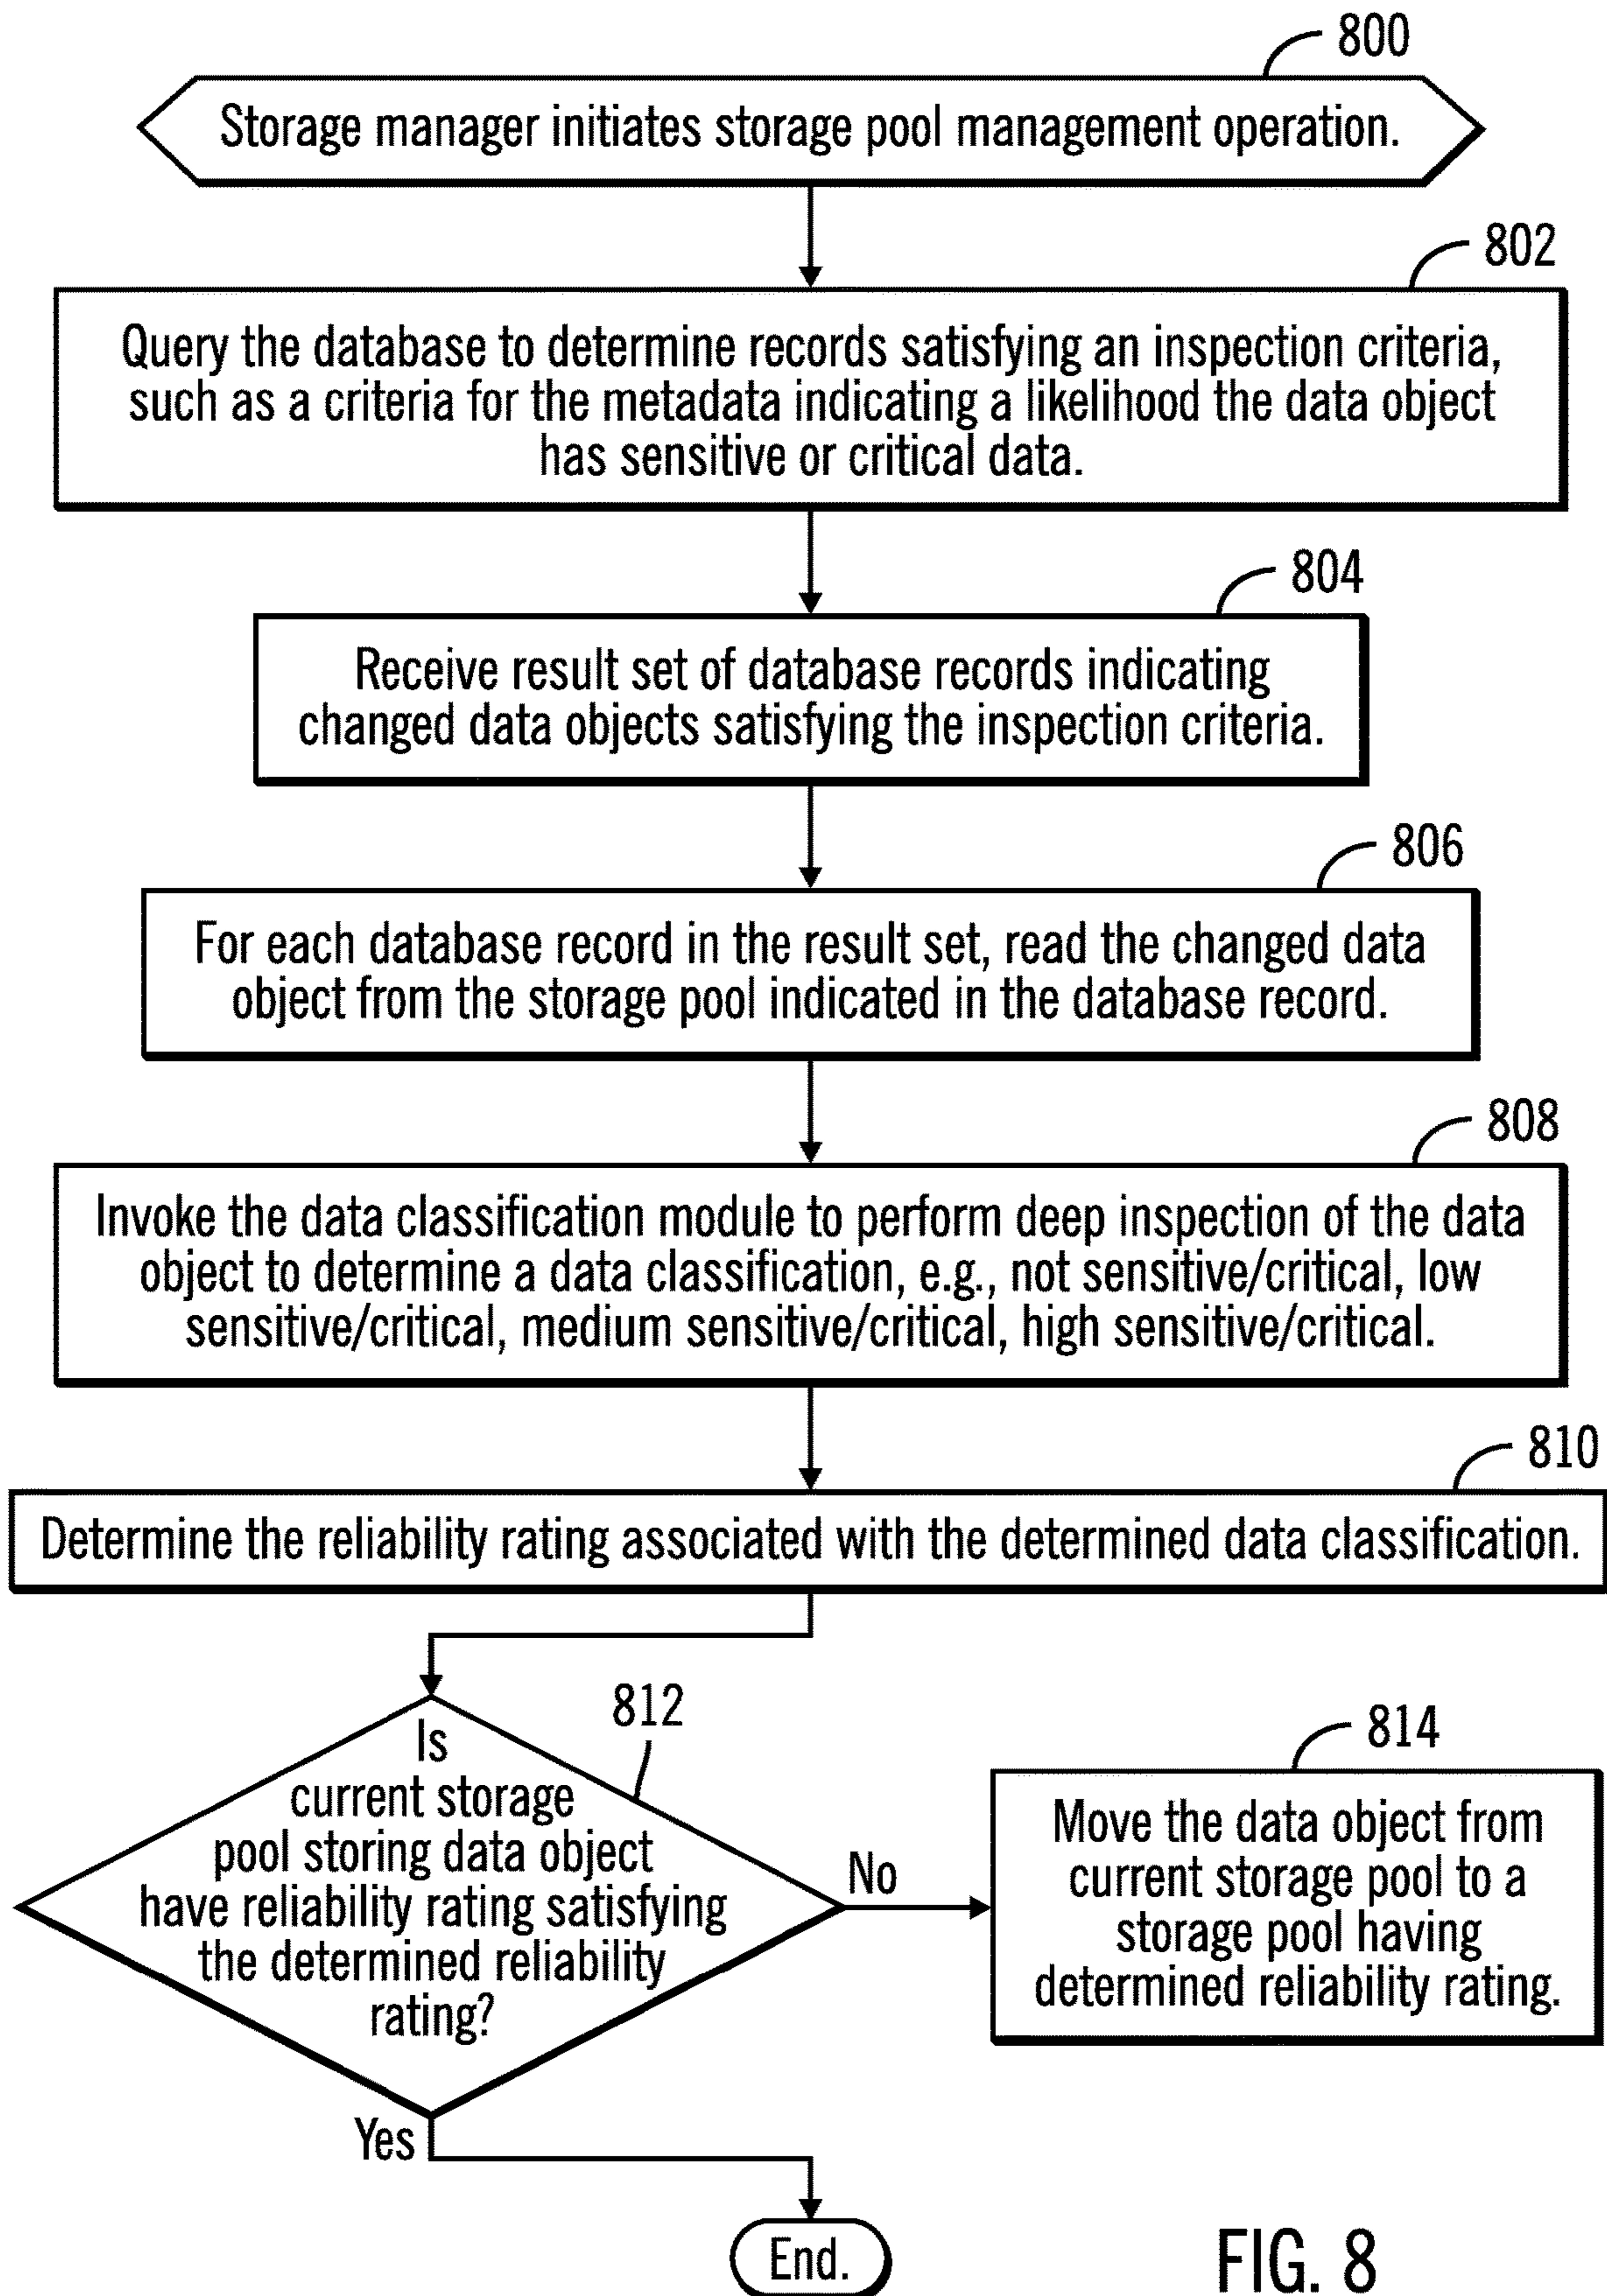 800
Storage manager initiates storage pool management operation.
802
Query the database to determine records satisfying an inspection criteria,
such as a criteria for the metadata indicating a likelihood the data object
has sensitive or critical data.
804
Receive result set of database records indicating
changed data objects satisfying the inspection criteria.
806
For each database record in the result set, read the changed data
object from the storage pool indicated in the database record.
808
Invoke the data classification module to perform deep inspection of the data
object to determine a data classification, e.g., not sensitive/critical, low
sensitive/critical, medium sensitive/critical, high sensitive/critical.
810
Determine the reliability rating associated with the determined data classification.
812
Is
current storage
pool storing data object
have reliability rating satisfying
the determined reliability
rating?
No
814
Move the data object from
current storage pool to a
storage pool having
determined reliability rating.
Yes
End.
FIG. 8